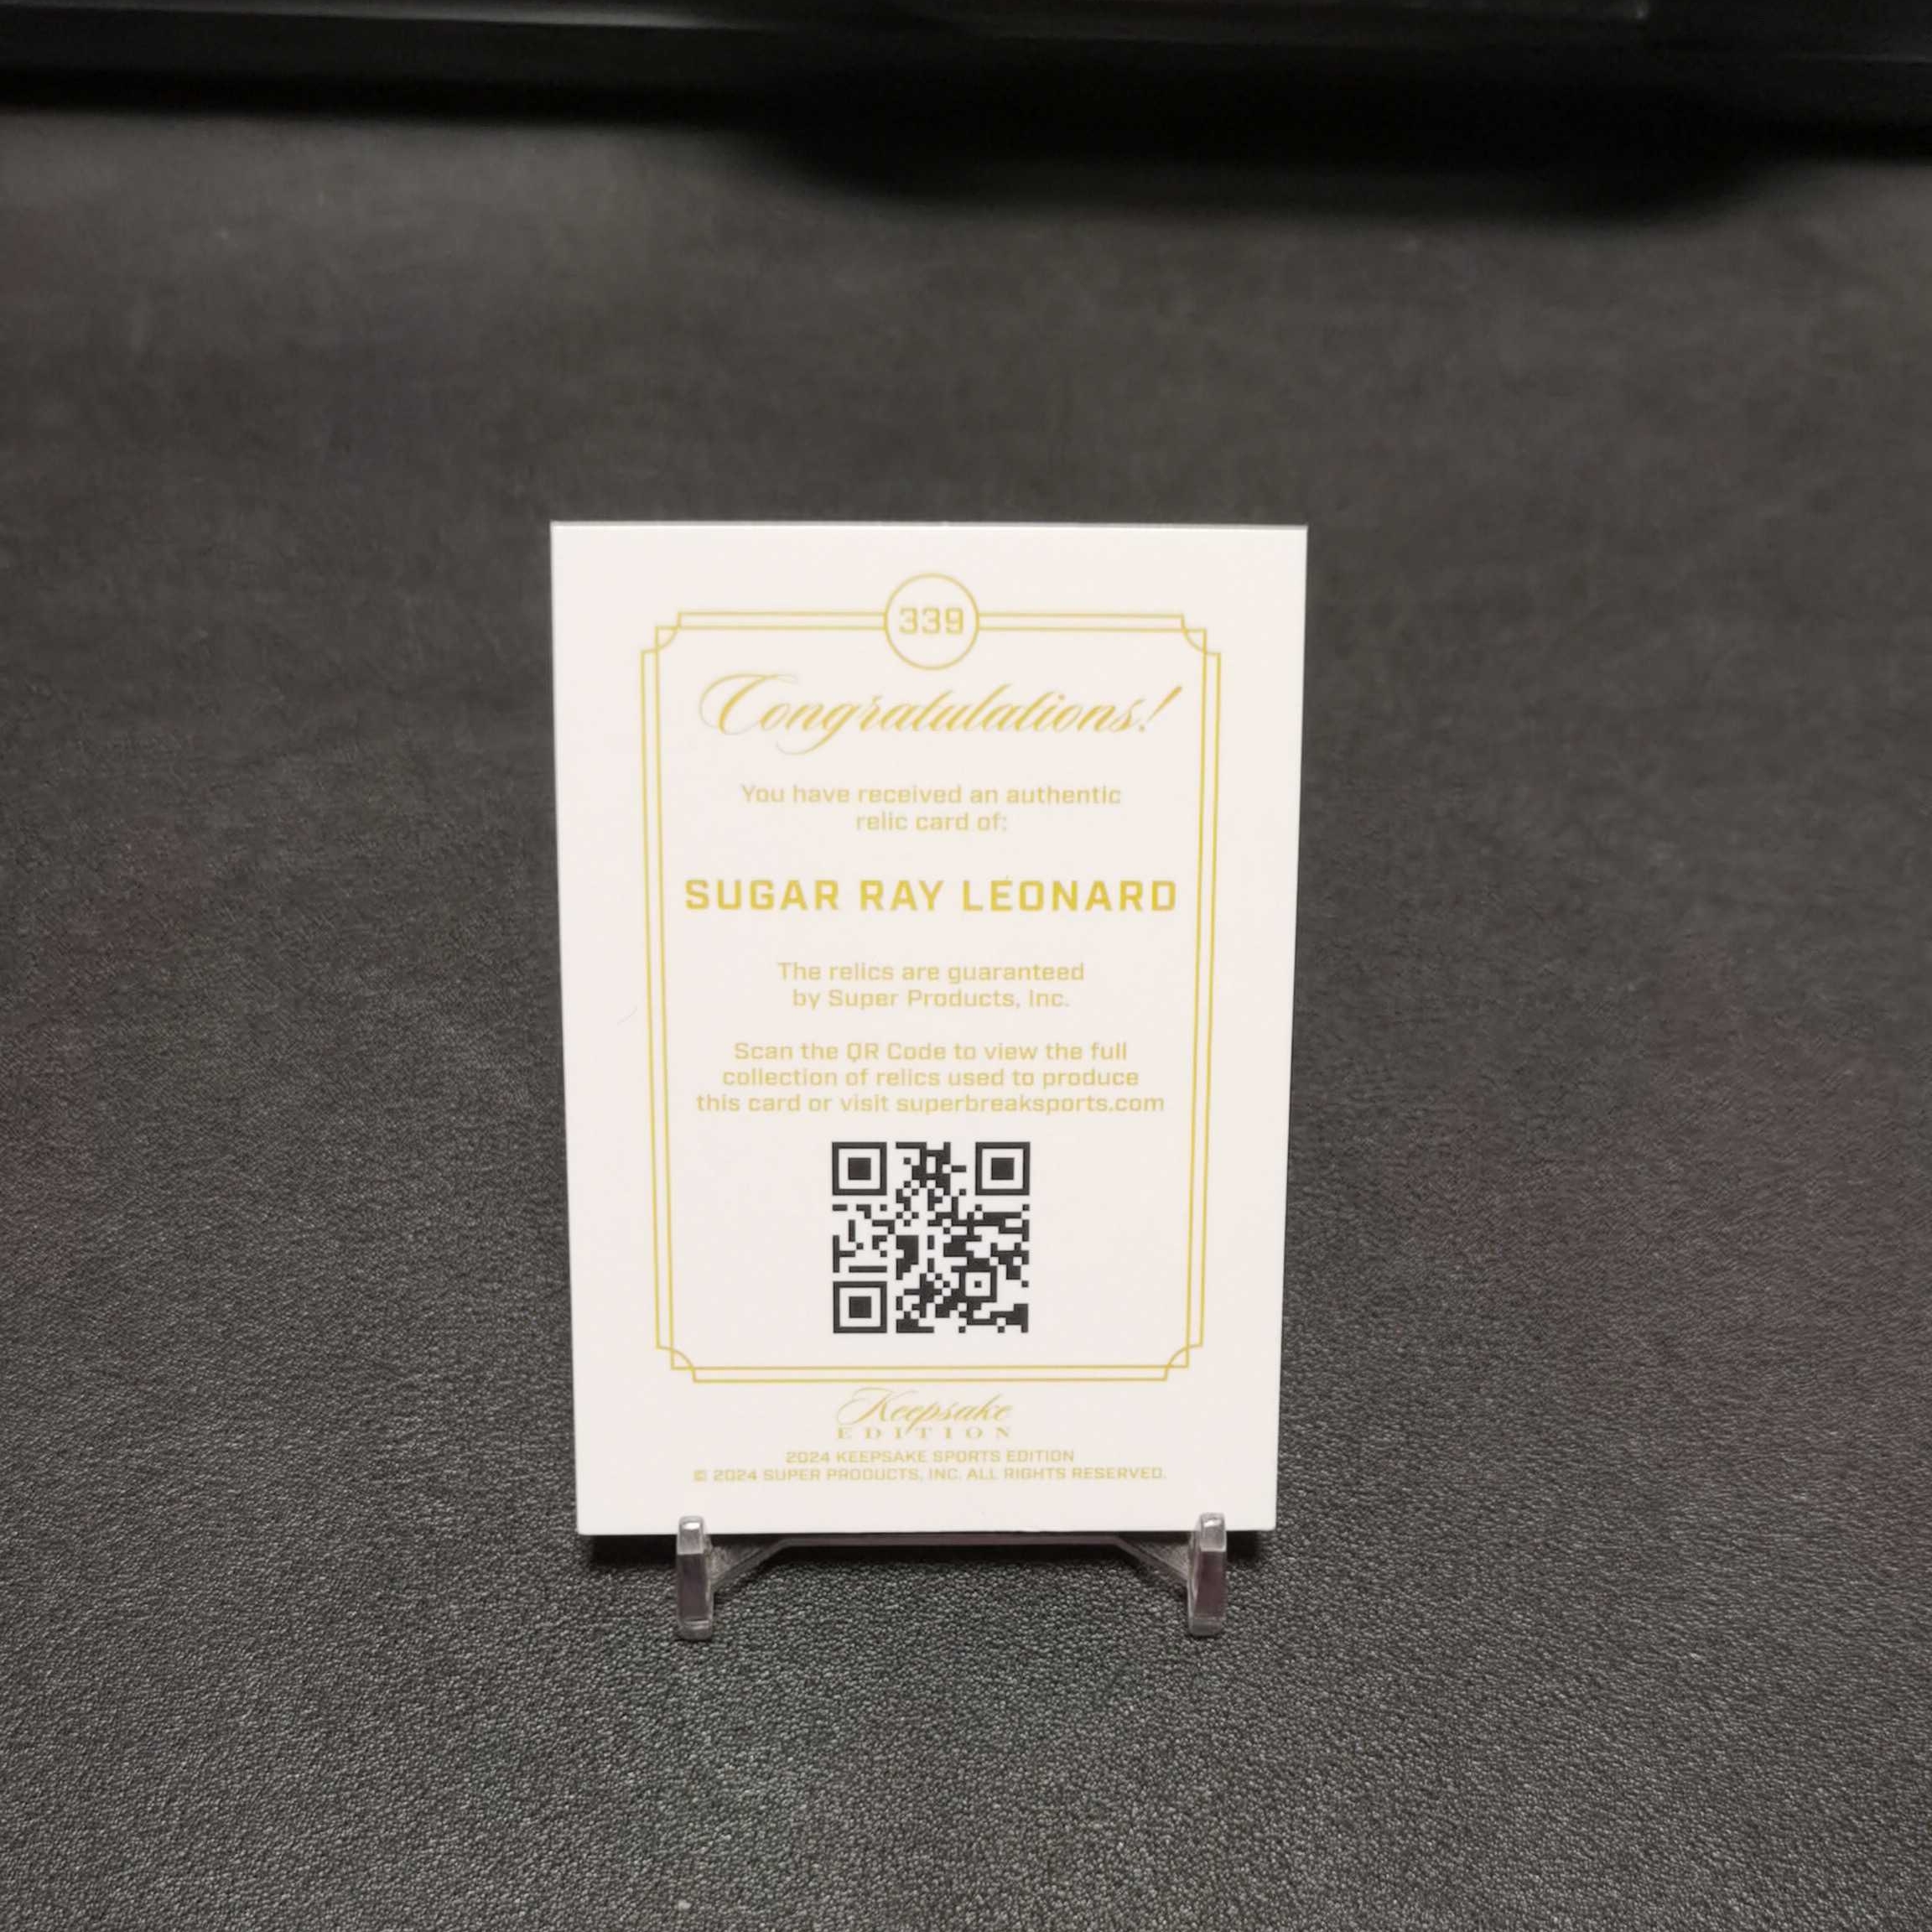 339
Congratulations!
You have received an authentic
relic card of:
SUGAR RAY LEONARD
The relics are guaranteed
by Super Products, Inc.
Scan the QR Code to view the full
collection of relics used to produce
this card or visit superbreaksports.com
Keepsake
EDITION
2024 KEEPSAKE SPORTS EDITION
© 2024 SUPER PRODUCTS, INC. ALL RIGHTS RESERVED.